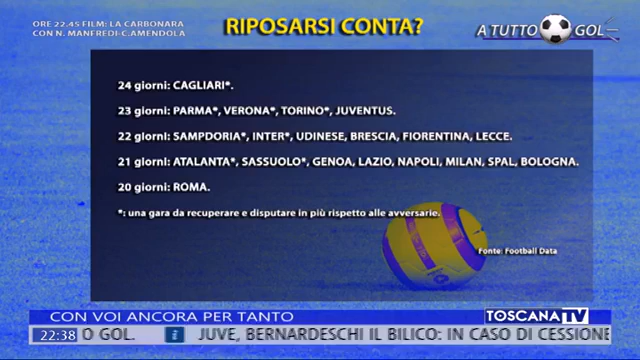 ORE 22.45 FILM: LA CARBONARA
CON N. MANFREDI-C.AMENDOLA
RIPOSARSI CONTA?
A TUTTO GOL
24 giorni: CAGLIARI*.
23 giorni: PARMA*, VERONA*, TORINO*, JUVENTUS.
22 giorni: SAMPDORIA*, INTER*, UDINESE, BRESCIA, FIORENTINA, LECCE.
21 giorni: ATALANTA*, SASSUOLO*, GENOA, LAZIO, NAPOLI, MILAN, SPAL, BOLOGNA.
20 giorni: ROMA.
*: una gara da recuperare e disputare in più rispetto alle avversarie.
Fonte: Football Data
CON VOI ANCORA PER TANTO
TOSCANA TV
22:38 O GOL. i JUVE, BERNARDESCHI IL BILICO: IN CASO DI CESSIONE